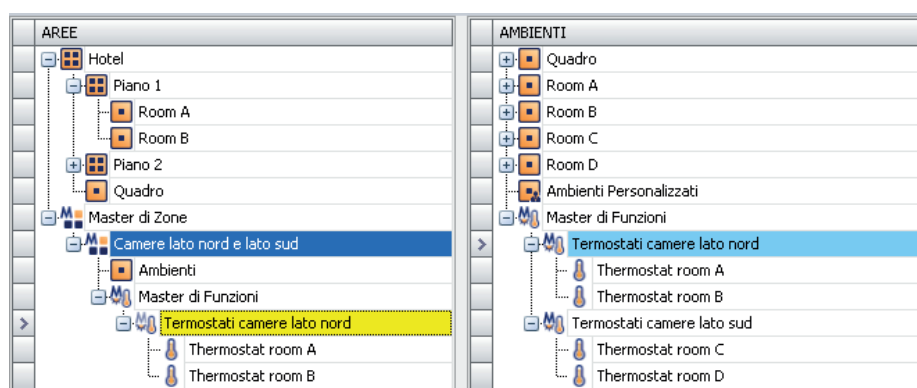 AREE
Hotel
Piano 1
Room A
Room B
Piano 2
Quadro
Master di Zone
Camere lato nord e lato sud
Ambienti
Master di Funzioni
Termostati camere lato nord
Thermostat room A
Thermostat room B
AMBIENTI
Quadro
Room A
Room B
Room C
Room D
Ambienti Personalizzati
Master di Funzioni
Termostati camere lato nord
Thermostat room A
Thermostat room B
Termostati camere lato sud
Thermostat room C
Thermostat room D